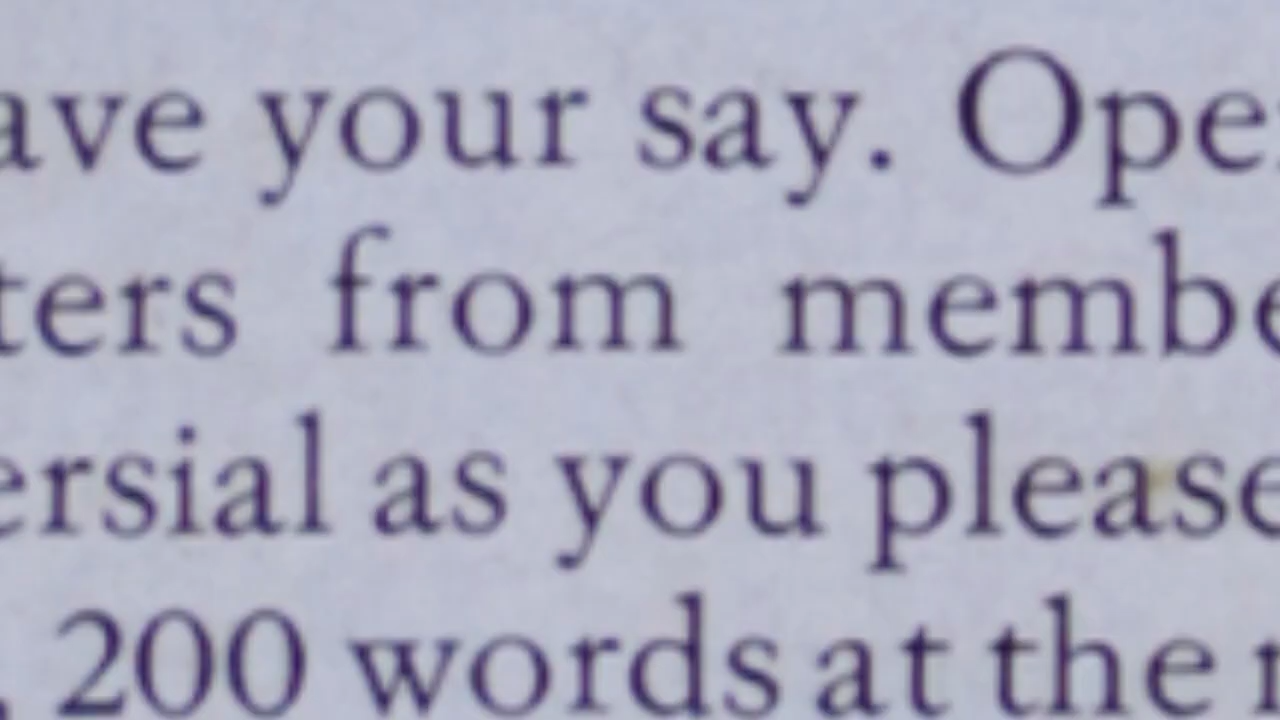 ave your say. Ope
ters from membe
ersial as you please
, 200 words at the